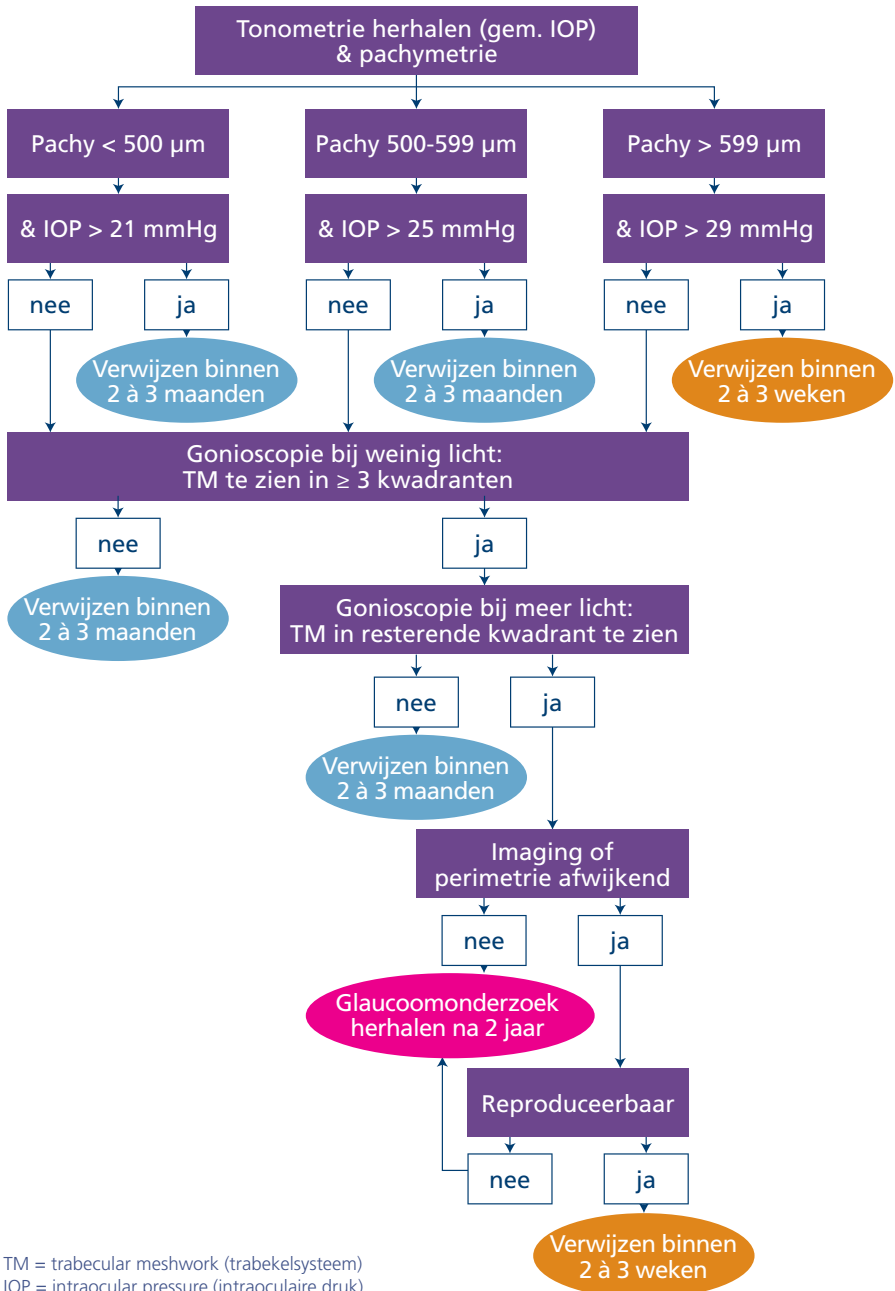 Tonometrie herhalen (gem. IOP)
& pachymetrie
Pachy < 500 µm
Pachy 500-599 µm
Pachy > 599 µm
& IOP > 21 mmHg
& IOP > 25 mmHg
& IOP > 29 mmHg
nee
ja
nee
ja
nee
ja
Verwijzen binnen
2 à 3 maanden
Verwijzen binnen
2 à 3 maanden
Verwijzen binnen
2 à 3 weken
Gonioscopie bij weinig licht:
TM te zien in ≥ 3 kwadranten
nee
ja
Verwijzen binnen
2 à 3 maanden
Gonioscopie bij meer licht:
TM in resterende kwadrant te zien
nee
ja
Verwijzen binnen
2 à 3 maanden
Imaging of
perimetrie afwijkend
nee
ja
Glaucoomonderzoek
herhalen na 2 jaar
Reproduceerbaar
nee
ja
Verwijzen binnen
2 à 3 weken
TM = trabecular meshwork (trabekelsysteem)
IOP = intraocular pressure (intraoculaire druk)